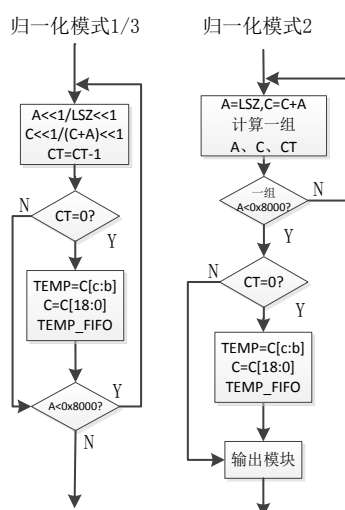 归一化模式1/3
A<<1/LSZ<<1
C<<1/(C+A)<<1
CT=CT-1
N
CT=0?
Y
TEMP=C[c:b]
C=C[18:0]
TEMP_FIFO
A<0x8000?
Y
N
归一化模式2
A=LSZ,C=C+A
计算一组
A、C、CT
一组
A<0x8000?
N
Y
N
CT=0?
Y
TEMP=C[c:b]
C=C[18:0]
TEMP_FIFO
输出模块